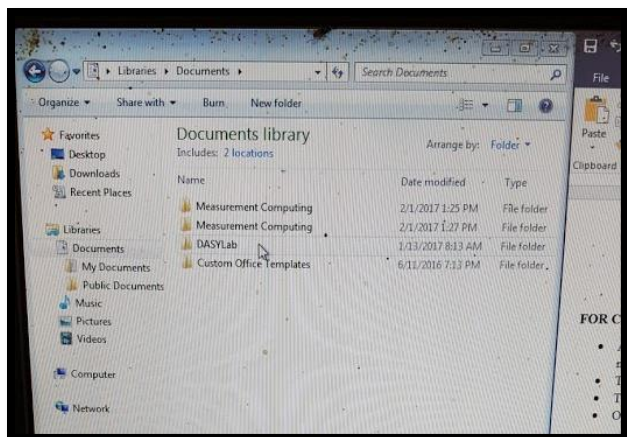 Libraries ▸ Documents ▸
Search Documents
File
Organize Share with Burn New folder
Paste
Clipboard
Favorites
Desktop
Downloads
Recent Places
Libraries
Documents
My Documents
Public Documents
Music
Pictures
Videos
Computer
Network
Documents library
Includes: 2 locations
Arrange by: Folder
Name Date modified Type
Measurement Computing 2/1/2017 1:25 PM File folder
Measurement Computing 2/1/2017 1:27 PM File folder
DASYLab 1/13/2017 8:13 AM File folder
Custom Office Templates 6/11/2016 7:13 PM File folder
FOR C
T
T
O